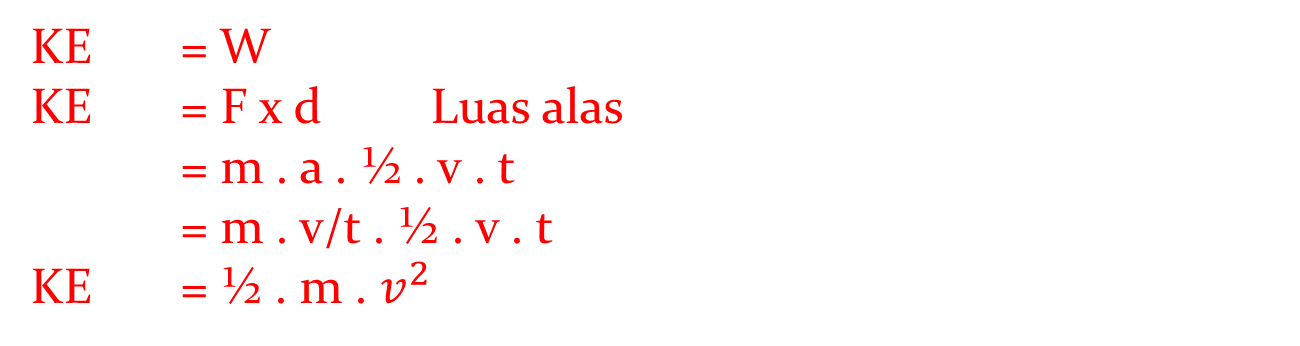 KE = W
KE = F x d Luas alas
= m . a . ½ . v . t
= m . v/t . ½ . v . t
KE = ½ . m . 𝑣²